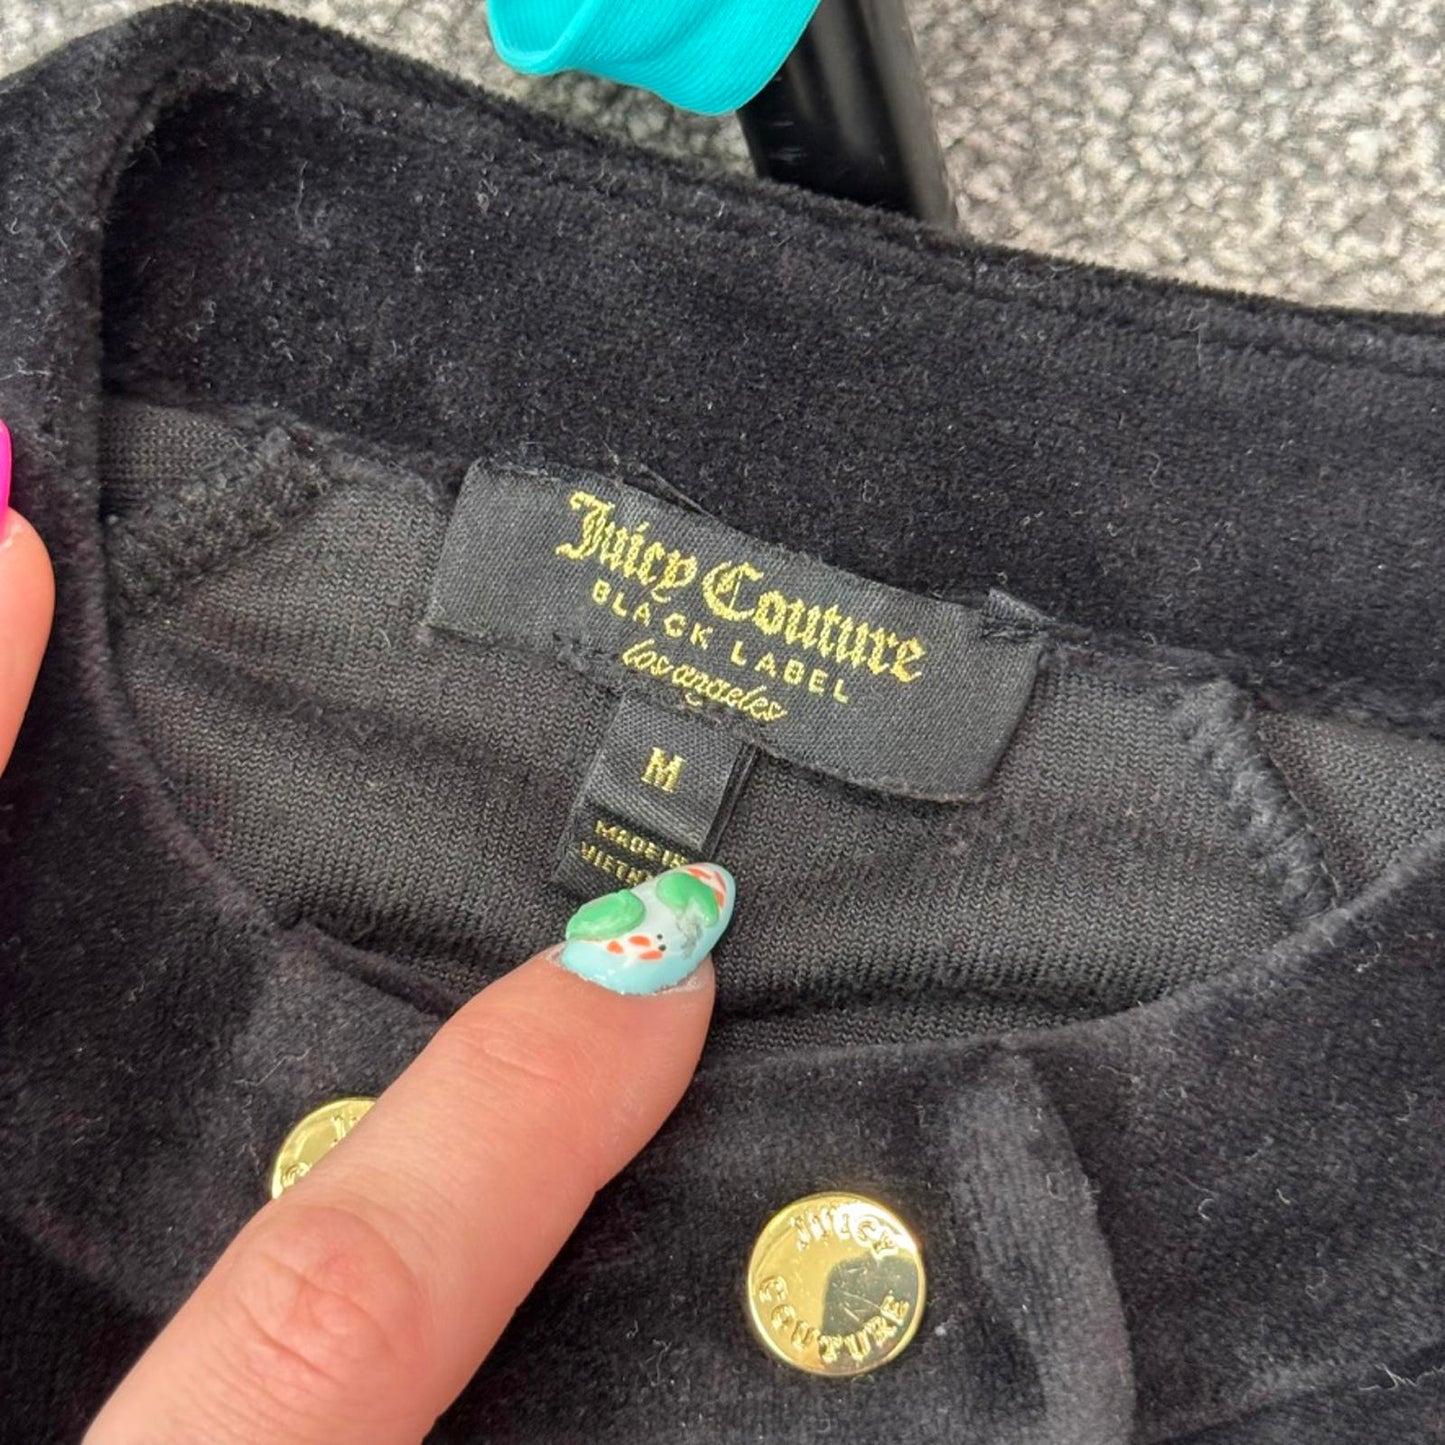 Juicy Couture
BLACK LABEL
los angeles
M
MADE IN
JUICY
COUTURE